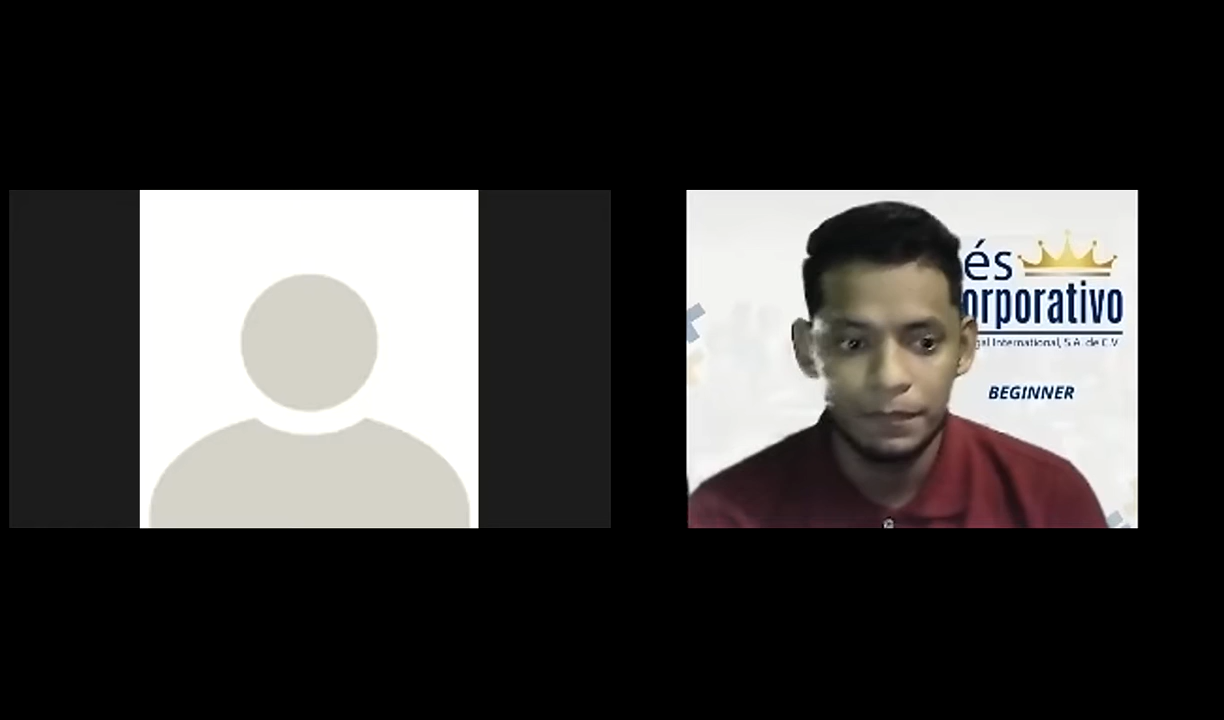 és
orporativo
gal International, S.A. de C.V.
BEGINNER